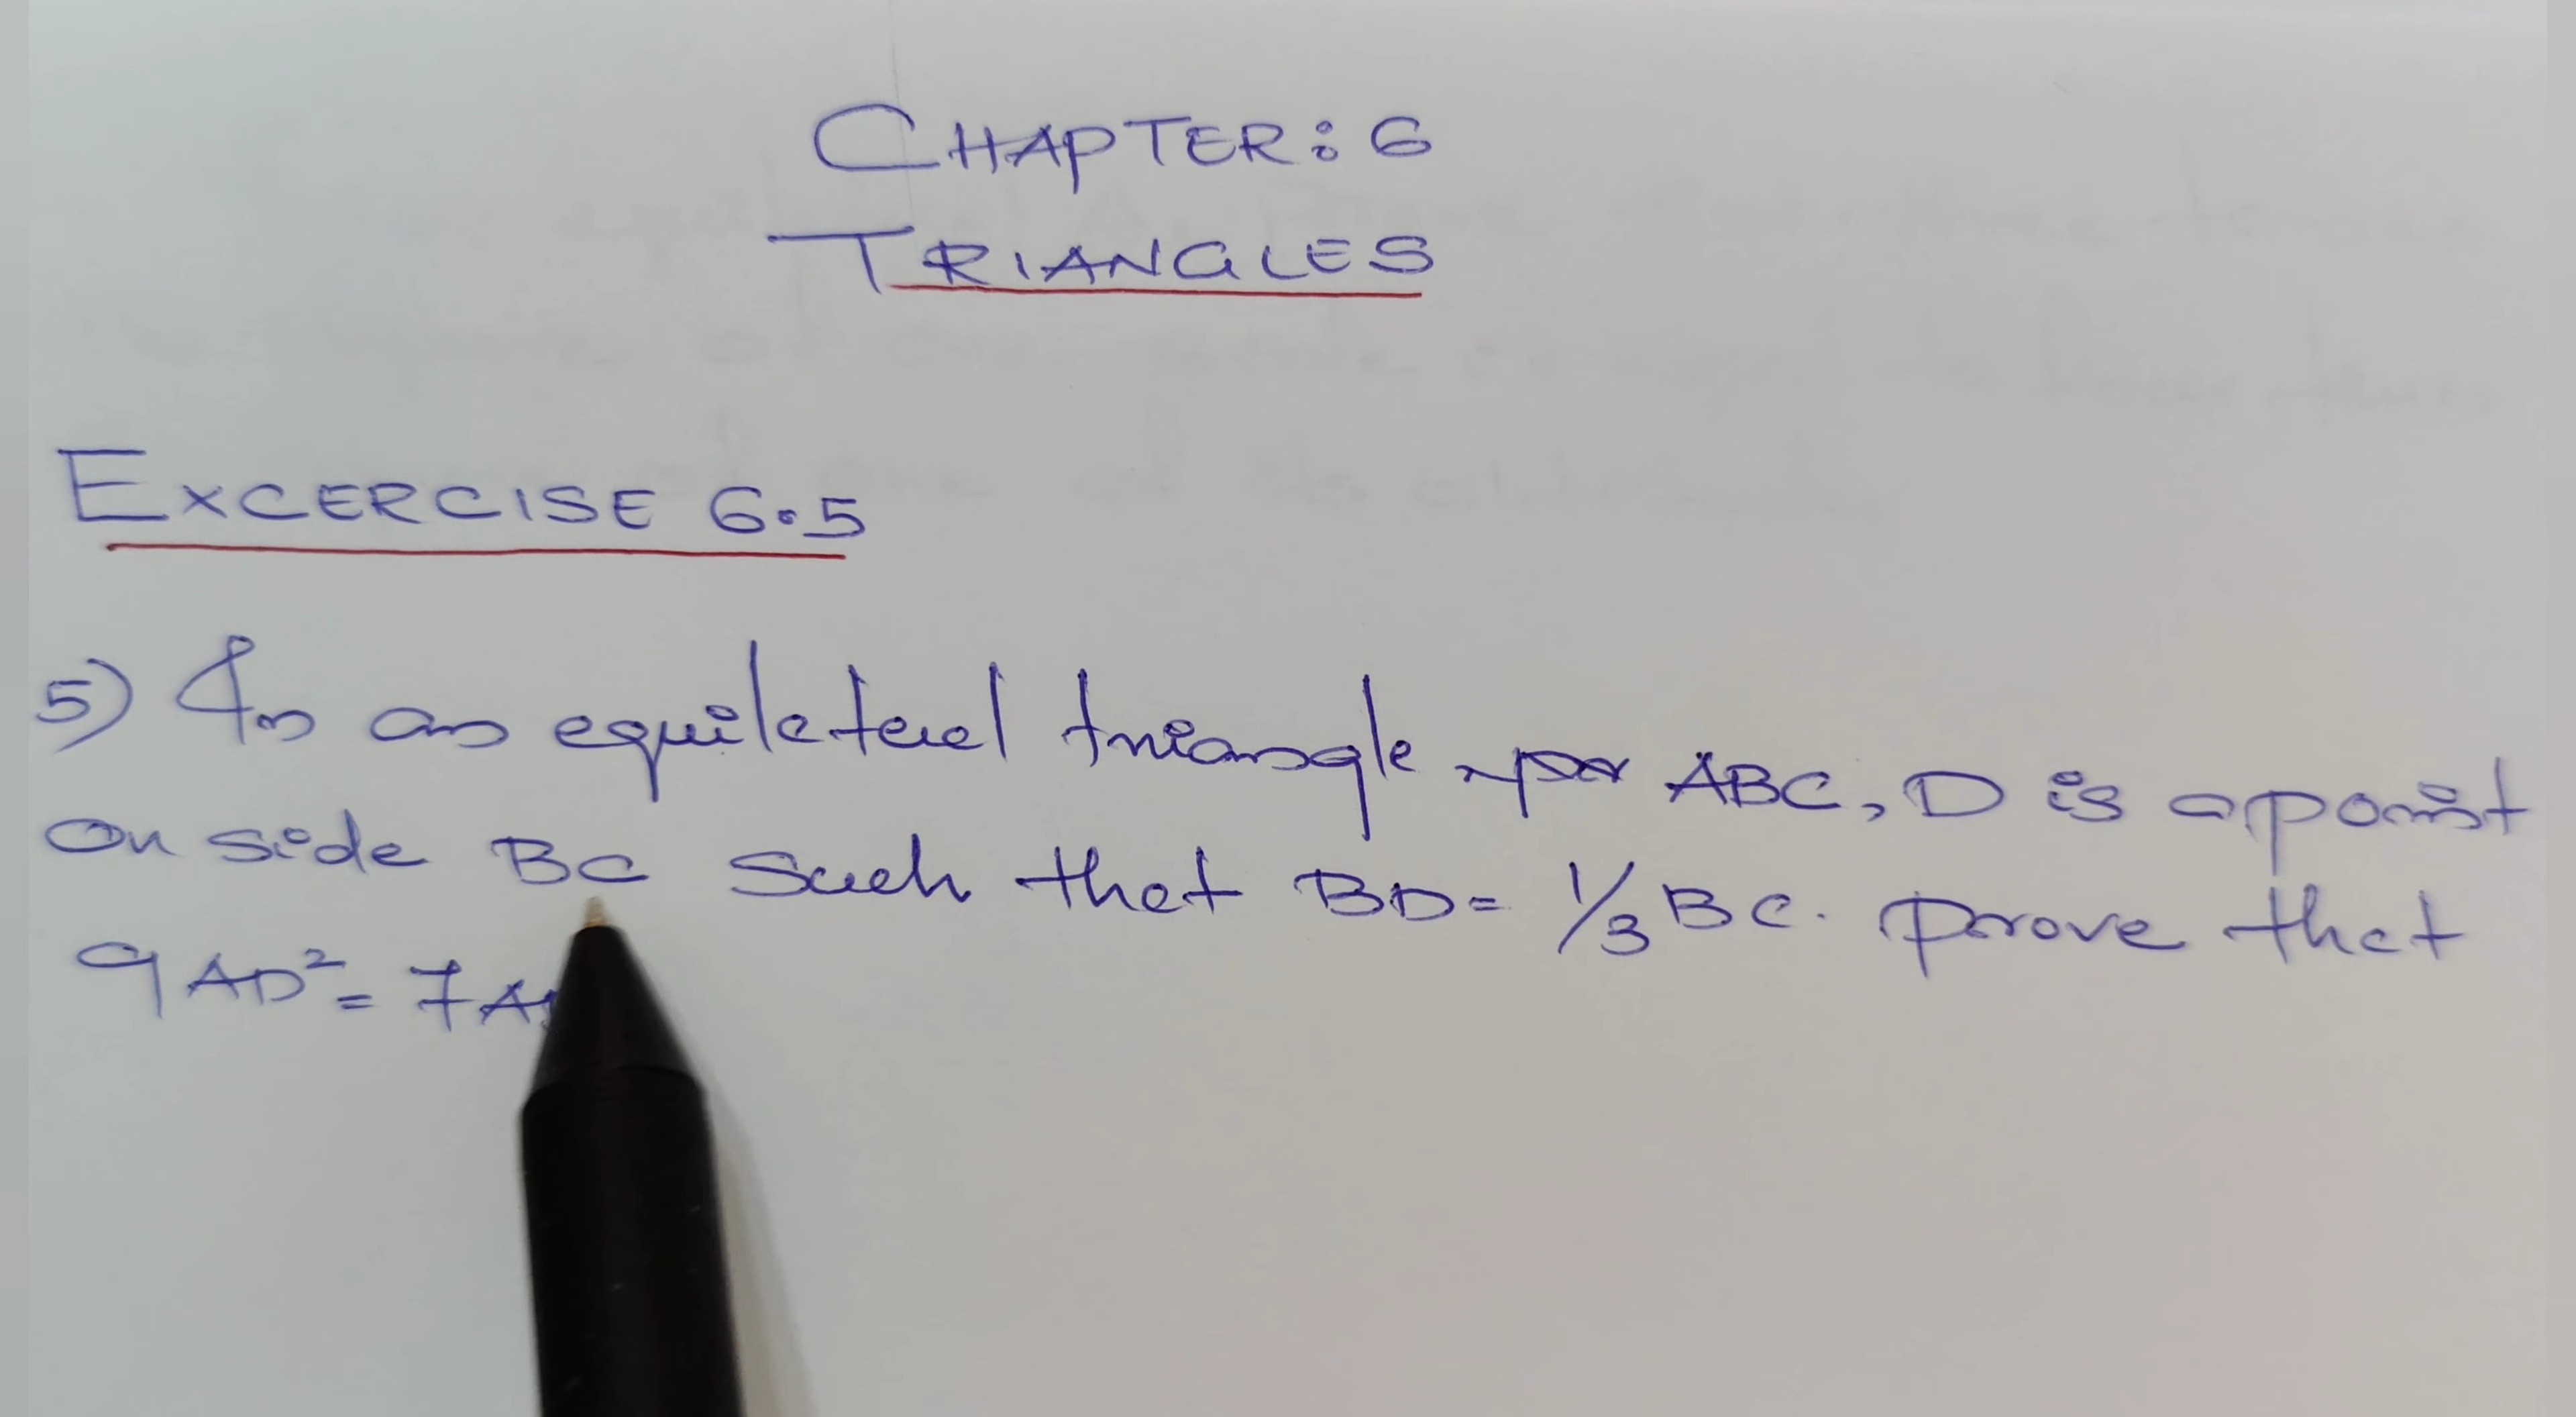 CHAPTER: 6
TRIANGLES
EXCERCISE 6.5
5) In an equilateral triangle ABC, D is a point
on side BC such that BD = 1/3 BC. Prove that
9 AD² = 7 A